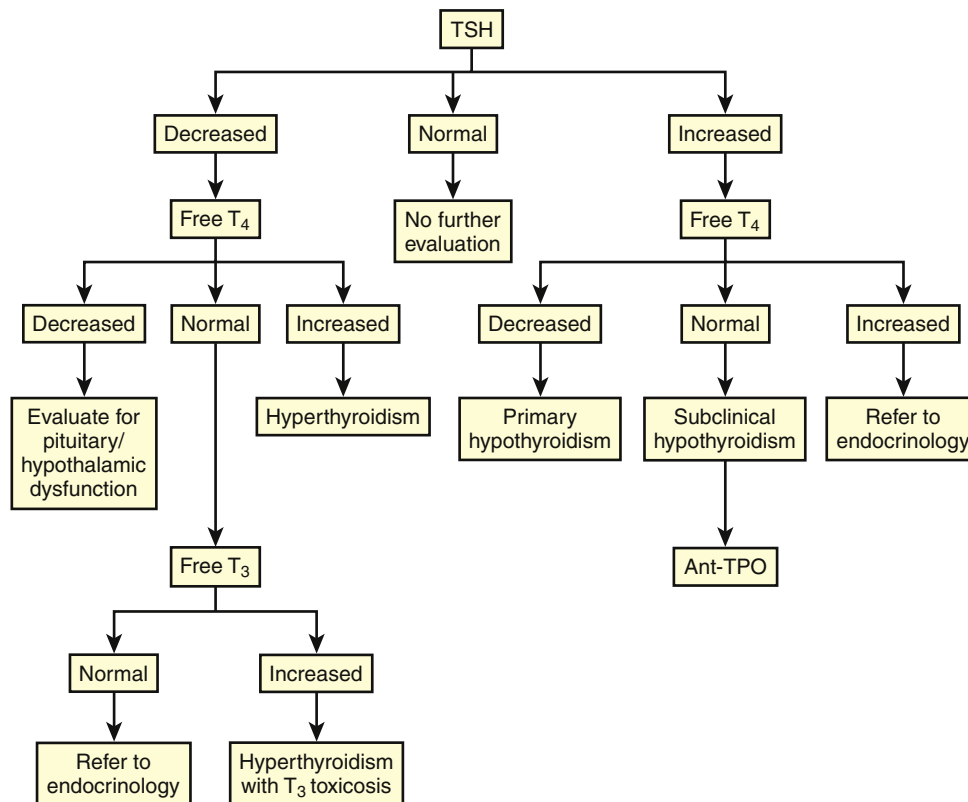 TSH
Decreased
Normal
Increased
Free T₄
No further
evaluation
Free T₄
Decreased
Normal
Increased
Decreased
Normal
Increased
Evaluate for
pituitary/
hypothalamic
dysfunction
Hyperthyroidism
Primary
hypothyroidism
Subclinical
hypothyroidism
Refer to
endocrinology
Free T₃
Ant-TPO
Normal
Increased
Refer to
endocrinology
Hyperthyroidism
with T₃ toxicosis